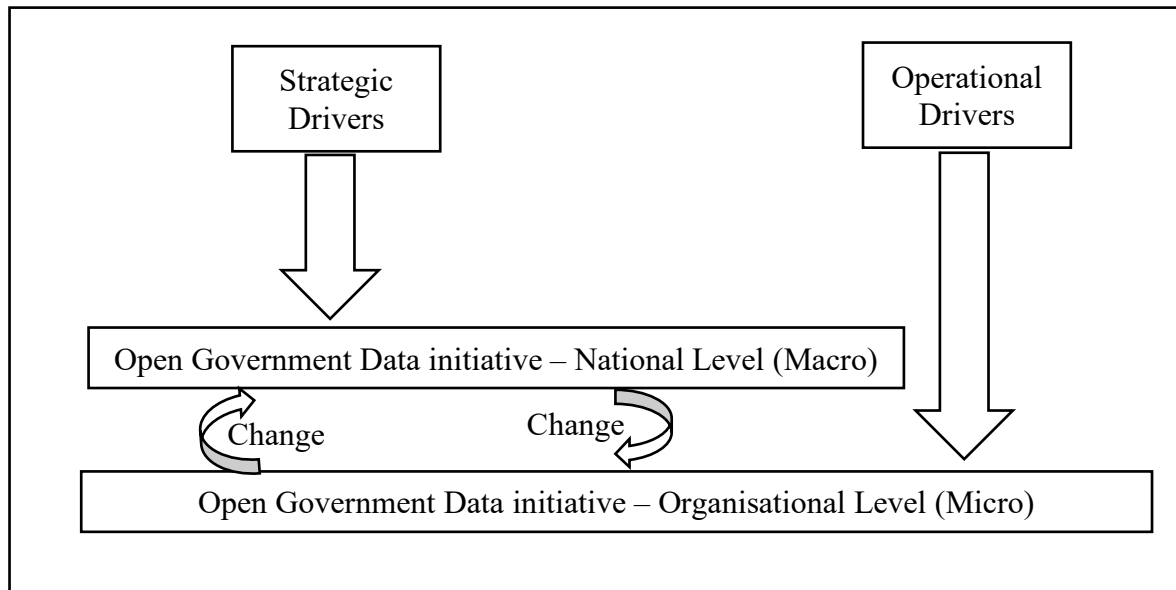 Strategic
Drivers
Operational
Drivers
Open Government Data initiative – National Level (Macro)
Change
Change
Open Government Data initiative – Organisational Level (Micro)